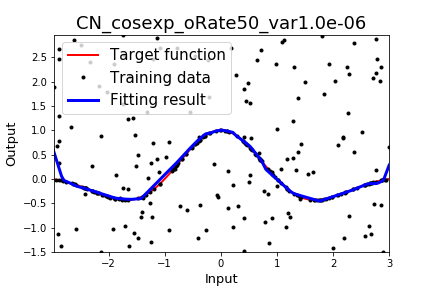 CN_cosexp_oRate50_var1.0e-06
Target function
Training data
Fitting result
Output
2.5
2.0
1.5
1.0
0.5
0.0
−0.5
−1.0
−1.5
−2
−1
0
1
2
3
Input